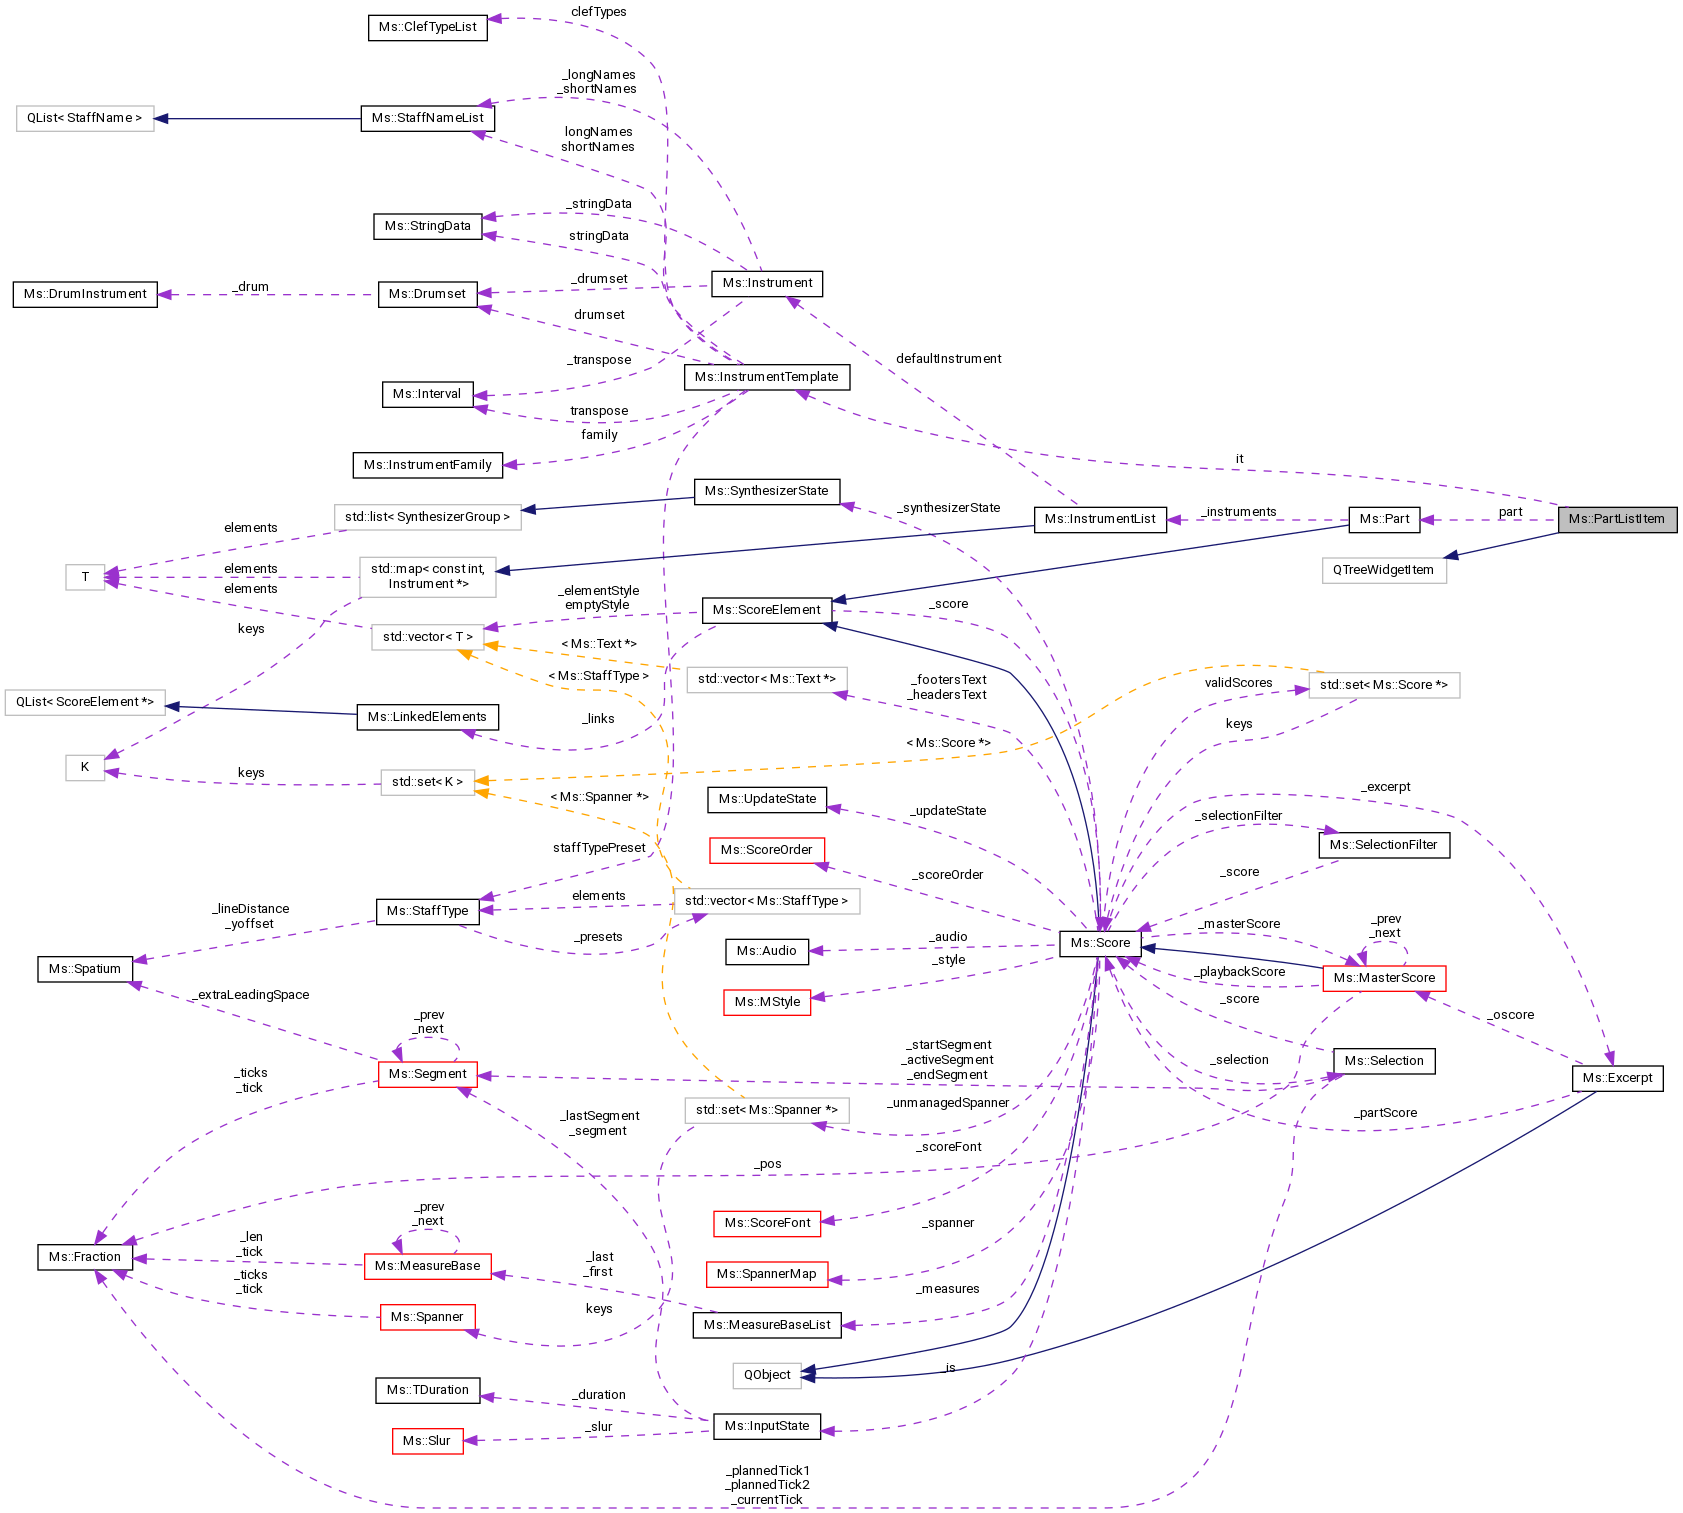 clefTypes
Ms::ClefTypeList
_longNames
_shortNames
QList< StaffName >
Ms::StaffNameList
longNames
shortNames
_stringData
Ms::StringData
stringData
Ms::DrumInstrument
_drum
Ms::Drumset
_drumset
Ms::Instrument
drumset
defaultInstrument
_transpose
Ms::InstrumentTemplate
Ms::Interval
transpose
family
Ms::InstrumentFamily
it
Ms::SynthesizerState
_synthesizerState
std::list< SynthesizerGroup >
Ms::InstrumentList
_instruments
Ms::Part
part
Ms::PartListItem
elements
T
elements
elements
std::map< const int,
Instrument *>
QTreeWidgetItem
_elementStyle
emptyStyle
Ms::ScoreElement
_score
keys
std::vector< T >
< Ms::Text *>
< Ms::StaffType >
std::vector< Ms::Text *>
_footersText
_headersText
validScores
std::set< Ms::Score *>
QList< ScoreElement *>
Ms::LinkedElements
_links
keys
< Ms::Score *>
K
keys
std::set< K >
< Ms::Spanner *>
Ms::UpdateState
_updateState
_excerpt
_selectionFilter
staffTypePreset
Ms::ScoreOrder
_scoreOrder
Ms::SelectionFilter
_score
elements
std::vector< Ms::StaffType >
Ms::StaffType
_lineDistance
_yoffset
_presets
Ms::Audio
_audio
Ms::Score
_masterScore
_prev
_next
_style
Ms::Spatium
_playbackScore
Ms::MasterScore
_extraLeadingSpace
Ms::MStyle
_score
_oscore
_prev
_next
_startSegment
_activeSegment
_endSegment
_selection
Ms::Selection
Ms::Segment
Ms::Excerpt
_ticks
_tick
std::set< Ms::Spanner *>
_unmanagedSpanner
_partScore
_lastSegment
_segment
_scoreFont
_pos
_prev
_next
Ms::ScoreFont
_spanner
_len
_tick
Ms::Fraction
Ms::MeasureBase
_last
_first
Ms::SpannerMap
_measures
_ticks
_tick
Ms::Spanner
keys
Ms::MeasureBaseList
QObject
_is
Ms::TDuration
_duration
Ms::InputState
_slur
Ms::Slur
_plannedTick1
_plannedTick2
_currentTick